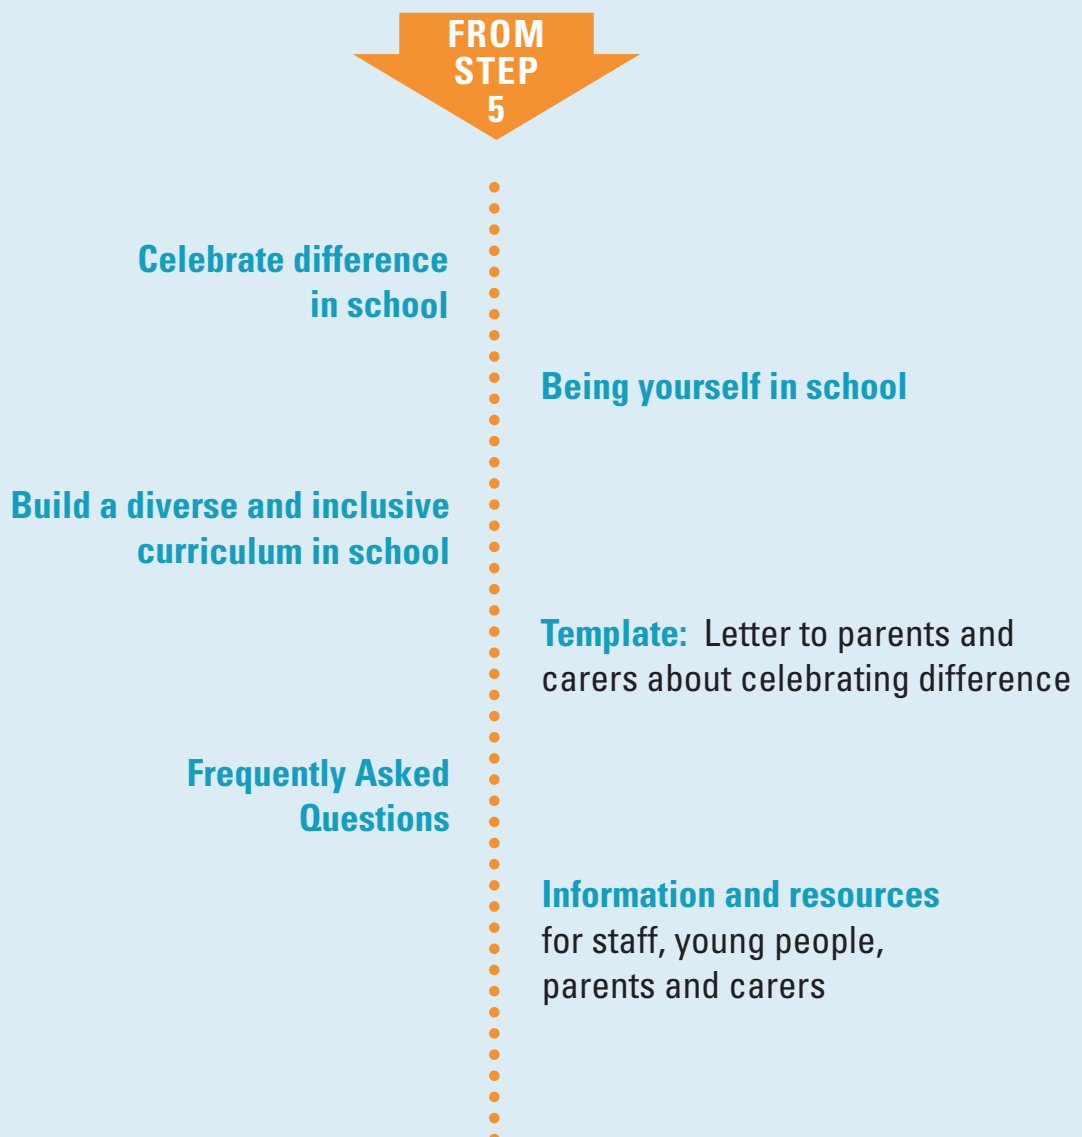 FROM
STEP
5
Celebrate difference
in school
Being yourself in school
Build a diverse and inclusive
curriculum in school
Template: Letter to parents and
carers about celebrating difference
Frequently Asked
Questions
Information and resources
for staff, young people,
parents and carers